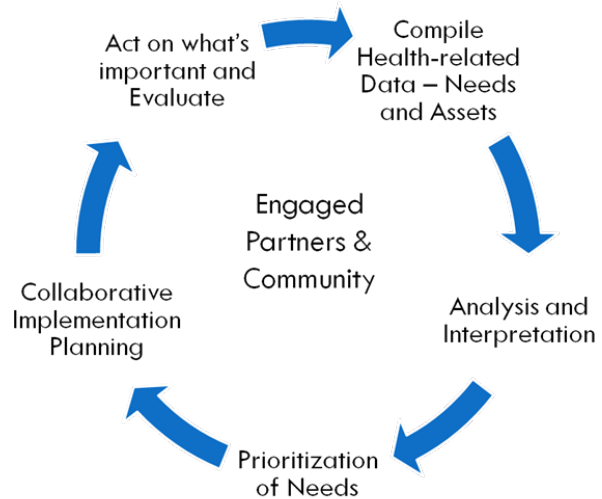 Act on what's
important and
Evaluate
Compile
Health-related
Data – Needs
and Assets
Engaged
Partners &
Community
Analysis and
Interpretation
Collaborative
Implementation
Planning
Prioritization
of Needs